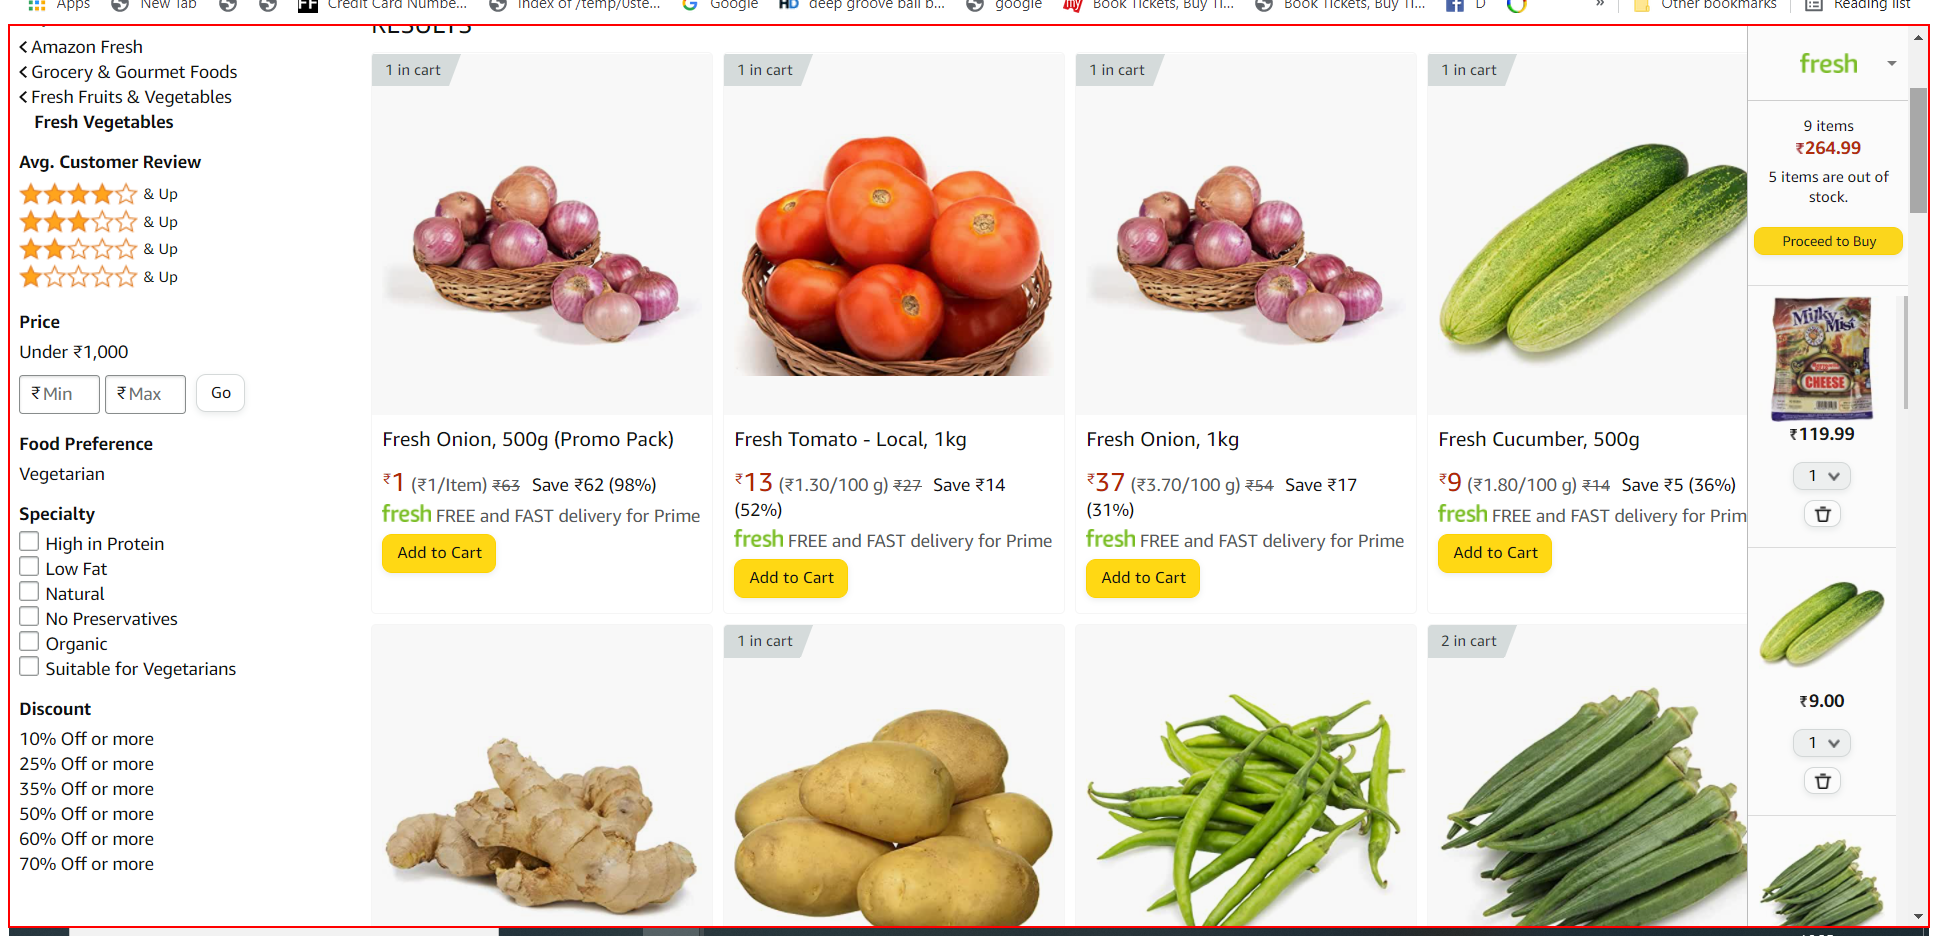 Apps
New Tab
Credit Card Numbe...
Index of /temp/uste...
Google
deep groove ball b...
google
Book Tickets, Buy Ti...
Book Tickets, Buy Ti...
D
»
Other bookmarks
Reading list
RESULTS
Amazon Fresh
Grocery & Gourmet Foods
Fresh Fruits & Vegetables
Fresh Vegetables
Avg. Customer Review
& Up
& Up
& Up
& Up
Price
Under ₹1,000
₹ Min
₹ Max
Go
Food Preference
Vegetarian
Specialty
High in Protein
Low Fat
Natural
No Preservatives
Organic
Suitable for Vegetarians
Discount
10% Off or more
25% Off or more
35% Off or more
50% Off or more
60% Off or more
70% Off or more
1 in cart
Fresh Onion, 500g (Promo Pack)
₹1 (₹1/Item) ₹63 Save ₹62 (98%)
fresh FREE and FAST delivery for Prime
Add to Cart
1 in cart
Fresh Tomato - Local, 1kg
₹13 (₹1.30/100 g) ₹27 Save ₹14
(52%)
fresh FREE and FAST delivery for Prime
Add to Cart
1 in cart
Fresh Onion, 1kg
₹37 (₹3.70/100 g) ₹54 Save ₹17
(31%)
fresh FREE and FAST delivery for Prime
Add to Cart
1 in cart
Fresh Cucumber, 500g
₹9 (₹1.80/100 g) ₹14 Save ₹5 (36%)
fresh FREE and FAST delivery for Prim
Add to Cart
1 in cart
2 in cart
fresh
9 items
₹264.99
5 items are out of
stock.
Proceed to Buy
Milky
Mist
CHEESE
₹119.99
1
₹9.00
1